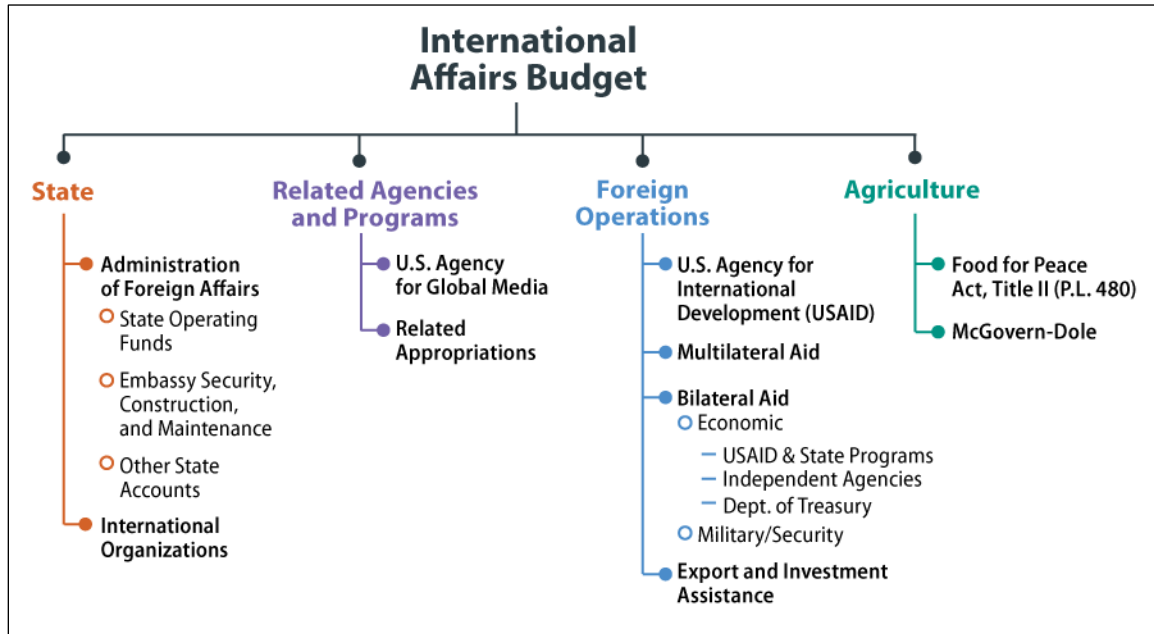 International
Affairs Budget
State
Administration
of Foreign Affairs
State Operating
Funds
Embassy Security,
Construction,
and Maintenance
Other State
Accounts
International
Organizations
Related Agencies
and Programs
U.S. Agency
for Global Media
Related
Appropriations
Foreign
Operations
U.S. Agency for
International
Development (USAID)
Multilateral Aid
Bilateral Aid
Economic
– USAID & State Programs
– Independent Agencies
– Dept. of Treasury
Military/Security
Export and Investment
Assistance
Agriculture
Food for Peace
Act, Title II (P.L. 480)
McGovern-Dole